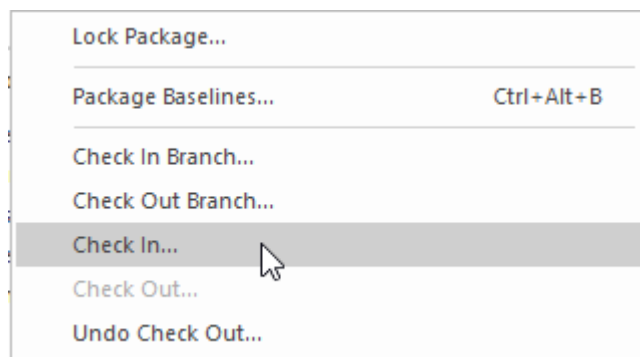 Lock Package...
Package Baselines... Ctrl+Alt+B
Check In Branch...
Check Out Branch...
Check In...
Check Out...
Undo Check Out...